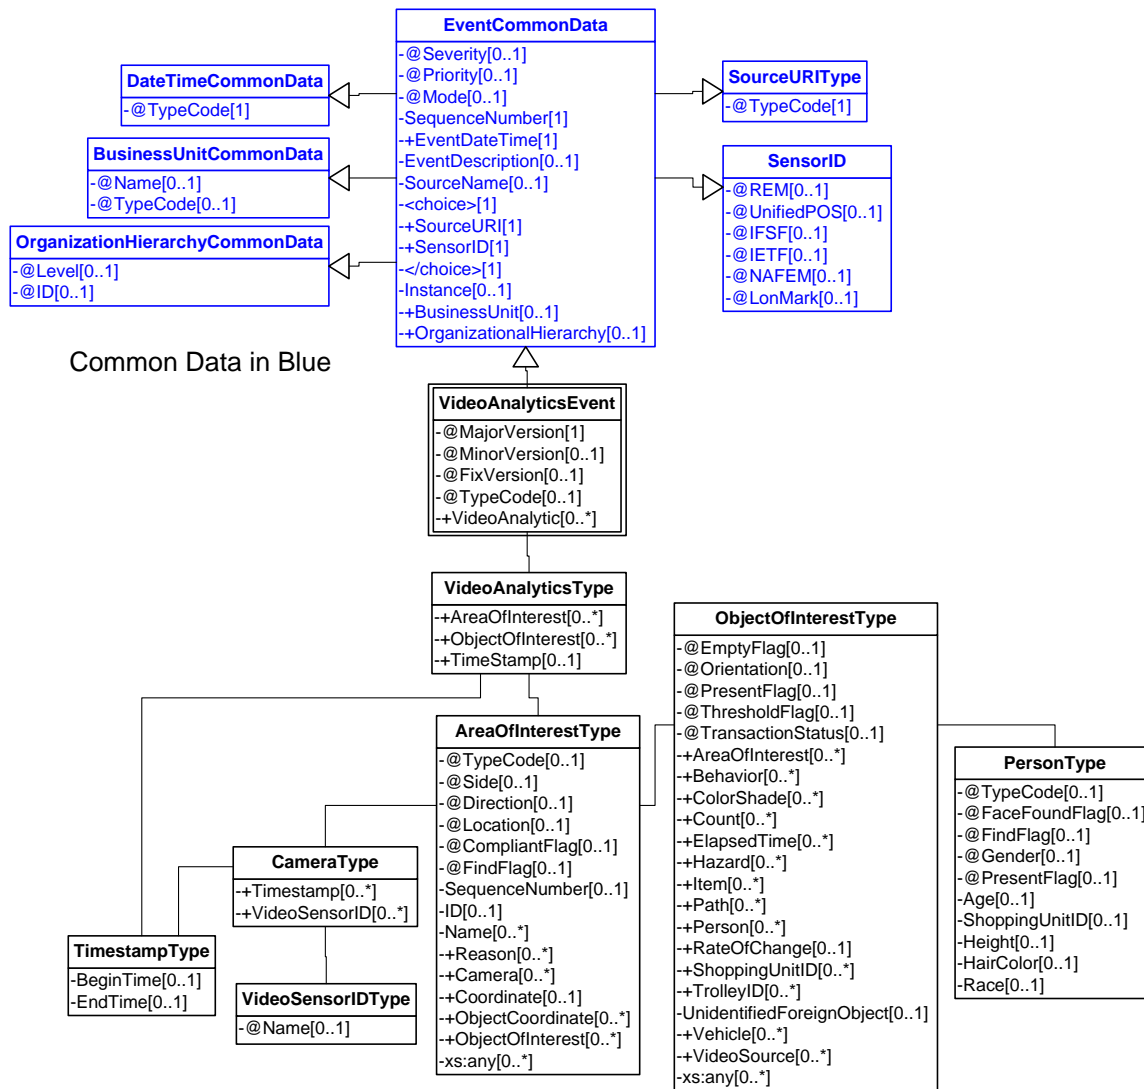 EventCommonData
-@Severity[0..1]
-@Priority[0..1]
-@Mode[0..1]
-SequenceNumber[1]
-+EventDateTime[1]
-EventDescription[0..1]
-SourceName[0..1]
-<choice>[1]
-+SourceURI[1]
-+SensorID[1]
-</choice>[1]
-Instance[0..1]
-+BusinessUnit[0..1]
-+OrganizationalHierarchy[0..1]
DateTimeCommonData
-@TypeCode[1]
BusinessUnitCommonData
-@Name[0..1]
-@TypeCode[0..1]
OrganizationHierarchyCommonData
-@Level[0..1]
-@ID[0..1]
SourceURIType
-@TypeCode[1]
SensorID
-@REM[0..1]
-@UnifiedPOS[0..1]
-@IFSF[0..1]
-@IETF[0..1]
-@NAFEM[0..1]
-@LonMark[0..1]
Common Data in Blue
VideoAnalyticsEvent
-@MajorVersion[1]
-@MinorVersion[0..1]
-@FixVersion[0..1]
-@TypeCode[0..1]
-+VideoAnalytic[0..*]
VideoAnalyticsType
-+AreaOfInterest[0..*]
-+ObjectOfInterest[0..*]
-+TimeStamp[0..1]
AreaOfInterestType
-@TypeCode[0..1]
-@Side[0..1]
-@Direction[0..1]
-@Location[0..1]
-@CompliantFlag[0..1]
-@FindFlag[0..1]
-SequenceNumber[0..1]
-ID[0..1]
-Name[0..*]
-+Reason[0..*]
-+Camera[0..*]
-+Coordinate[0..1]
-+ObjectCoordinate[0..*]
-+ObjectOfInterest[0..*]
-xs:any[0..*]
ObjectOfInterestType
-@EmptyFlag[0..1]
-@Orientation[0..1]
-@PresentFlag[0..1]
-@ThresholdFlag[0..1]
-@TransactionStatus[0..1]
-+AreaOfInterest[0..*]
-+Behavior[0..*]
-+ColorShade[0..*]
-+Count[0..*]
-+ElapsedTime[0..*]
-+Hazard[0..*]
-+Item[0..*]
-+Path[0..*]
-+Person[0..*]
-+RateOfChange[0..1]
-+ShoppingUnitID[0..*]
-+TrolleyID[0..*]
-UnidentifiedForeignObject[0..1]
-+Vehicle[0..*]
-+VideoSource[0..*]
-xs:any[0..*]
PersonType
-@TypeCode[0..1]
-@FaceFoundFlag[0..1]
-@FindFlag[0..1]
-@Gender[0..1]
-@PresentFlag[0..1]
-Age[0..1]
-ShoppingUnitID[0..1]
-Height[0..1]
-HairColor[0..1]
-Race[0..1]
CameraType
-+Timestamp[0..*]
-+VideoSensorID[0..*]
TimestampType
-BeginTime[0..1]
-EndTime[0..1]
VideoSensorIDType
-@Name[0..1]